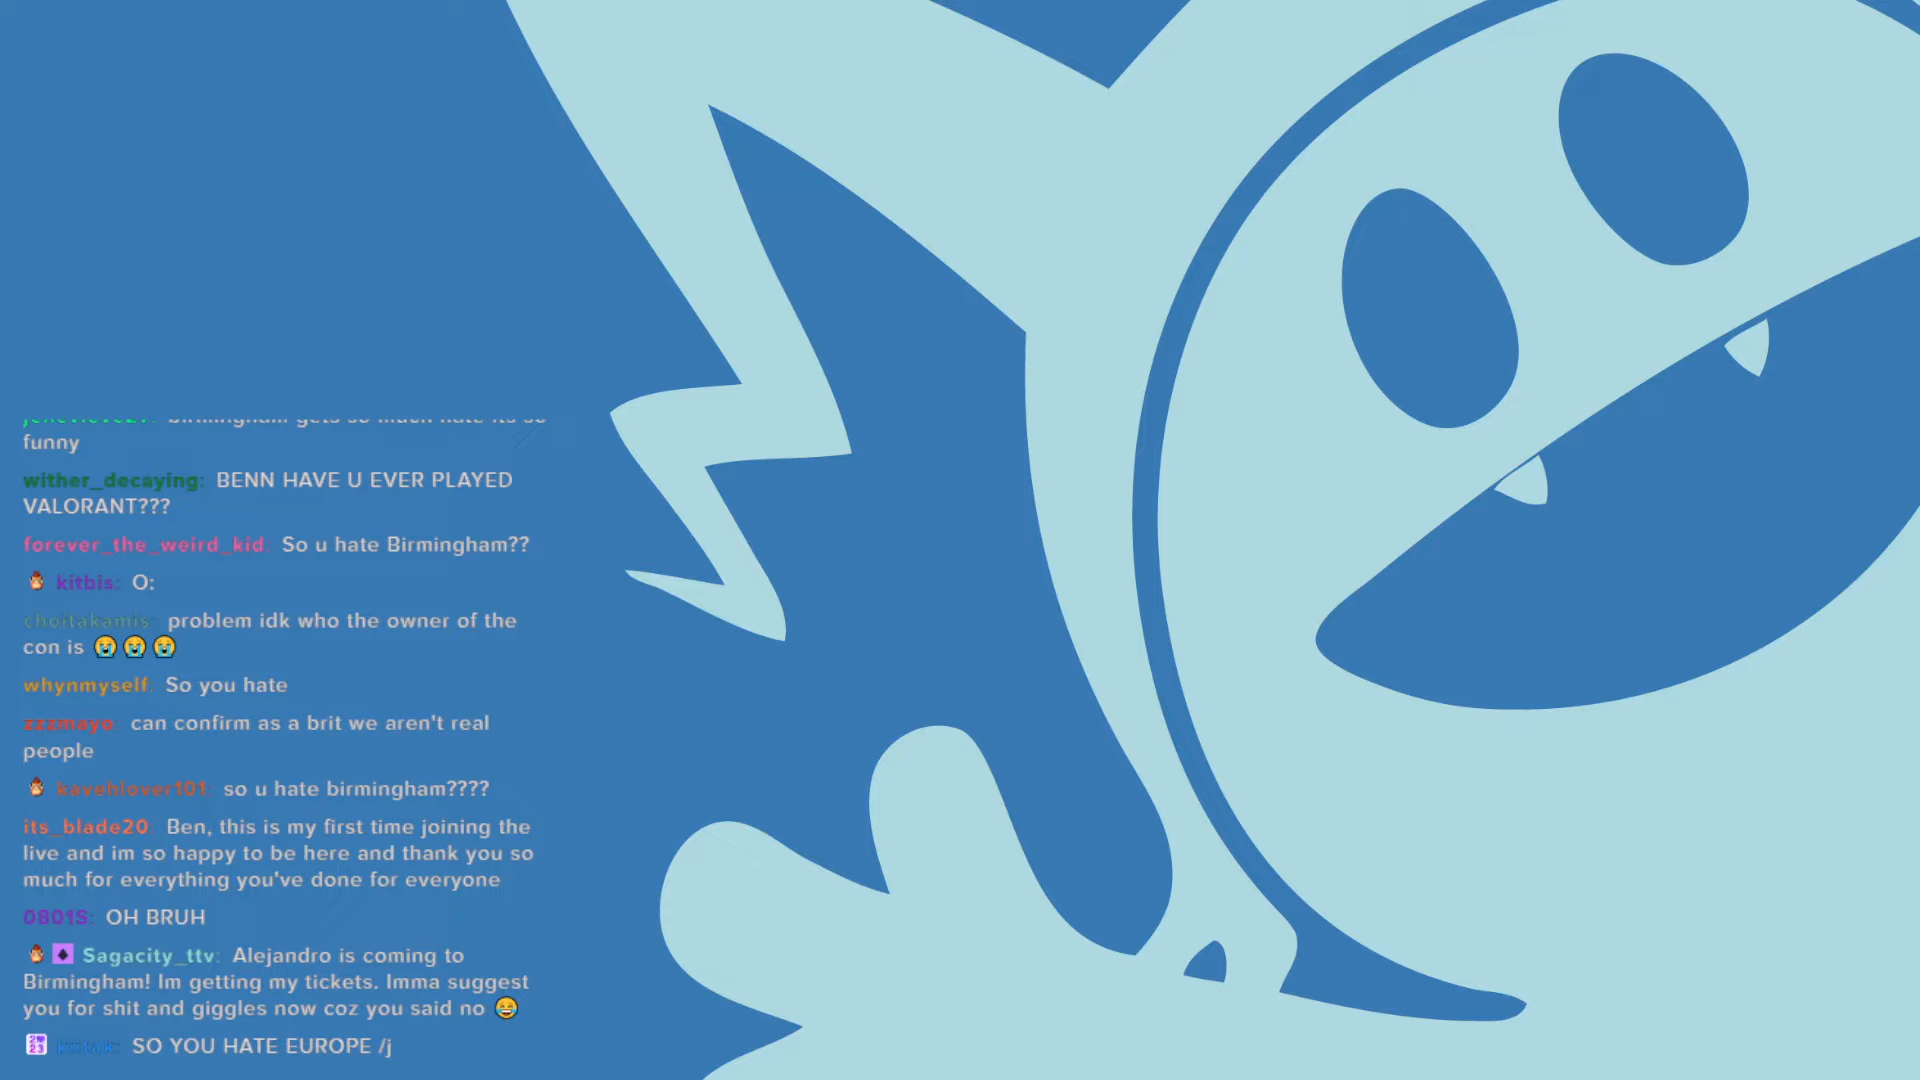 funny
wither_decaying: BENN HAVE U EVER PLAYED
VALORANT???
forever_the_weird_kid: So u hate Birmingham??
kitbis: O:
choitakamis: problem idk who the owner of the
con is 😭😭😭
whynmyself: So you hate
zzzmayo: can confirm as a brit we aren't real
people
kavehlover101: so u hate birmingham????
its_blade20: Ben, this is my first time joining the
live and im so happy to be here and thank you so
much for everything you've done for everyone
0801S: OH BRUH
Sagacity_ttv: Alejandro is coming to
Birmingham! Im getting my tickets. Imma suggest
you for shit and giggles now coz you said no 😂
SO YOU HATE EUROPE /j